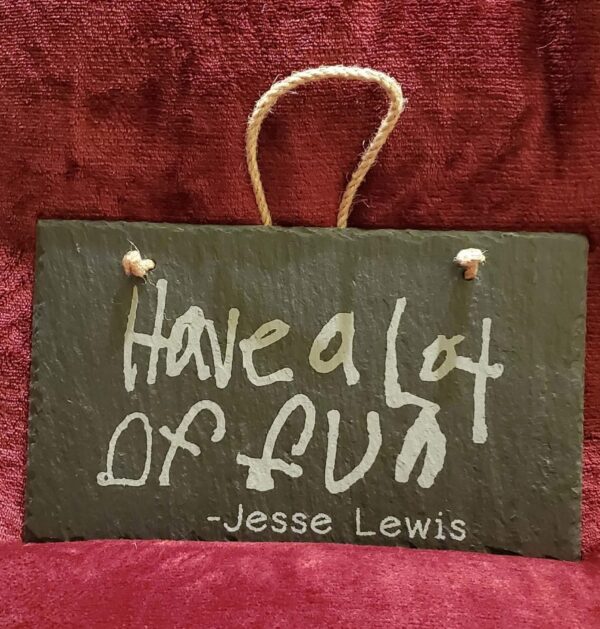 Have a Lot
Of fun
-Jesse Lewis